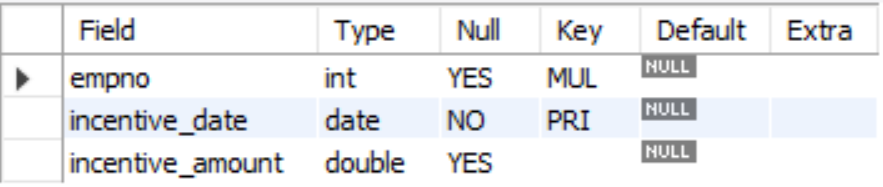 Field Type Null Key Default Extra
empno int YES MUL NULL
incentive_date date NO PRI NULL
incentive_amount double YES NULL